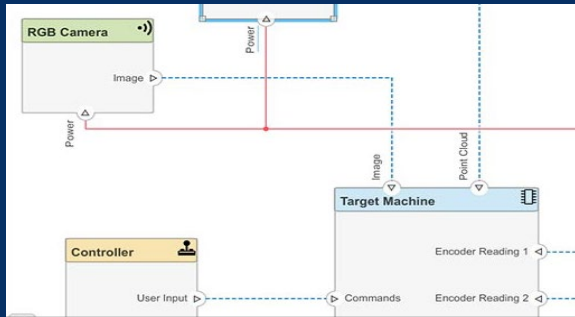 Power
RGB Camera
Image
Power
Image
Point Cloud
Target Machine
Controller
Encoder Reading 1
User Input
Commands
Encoder Reading 2